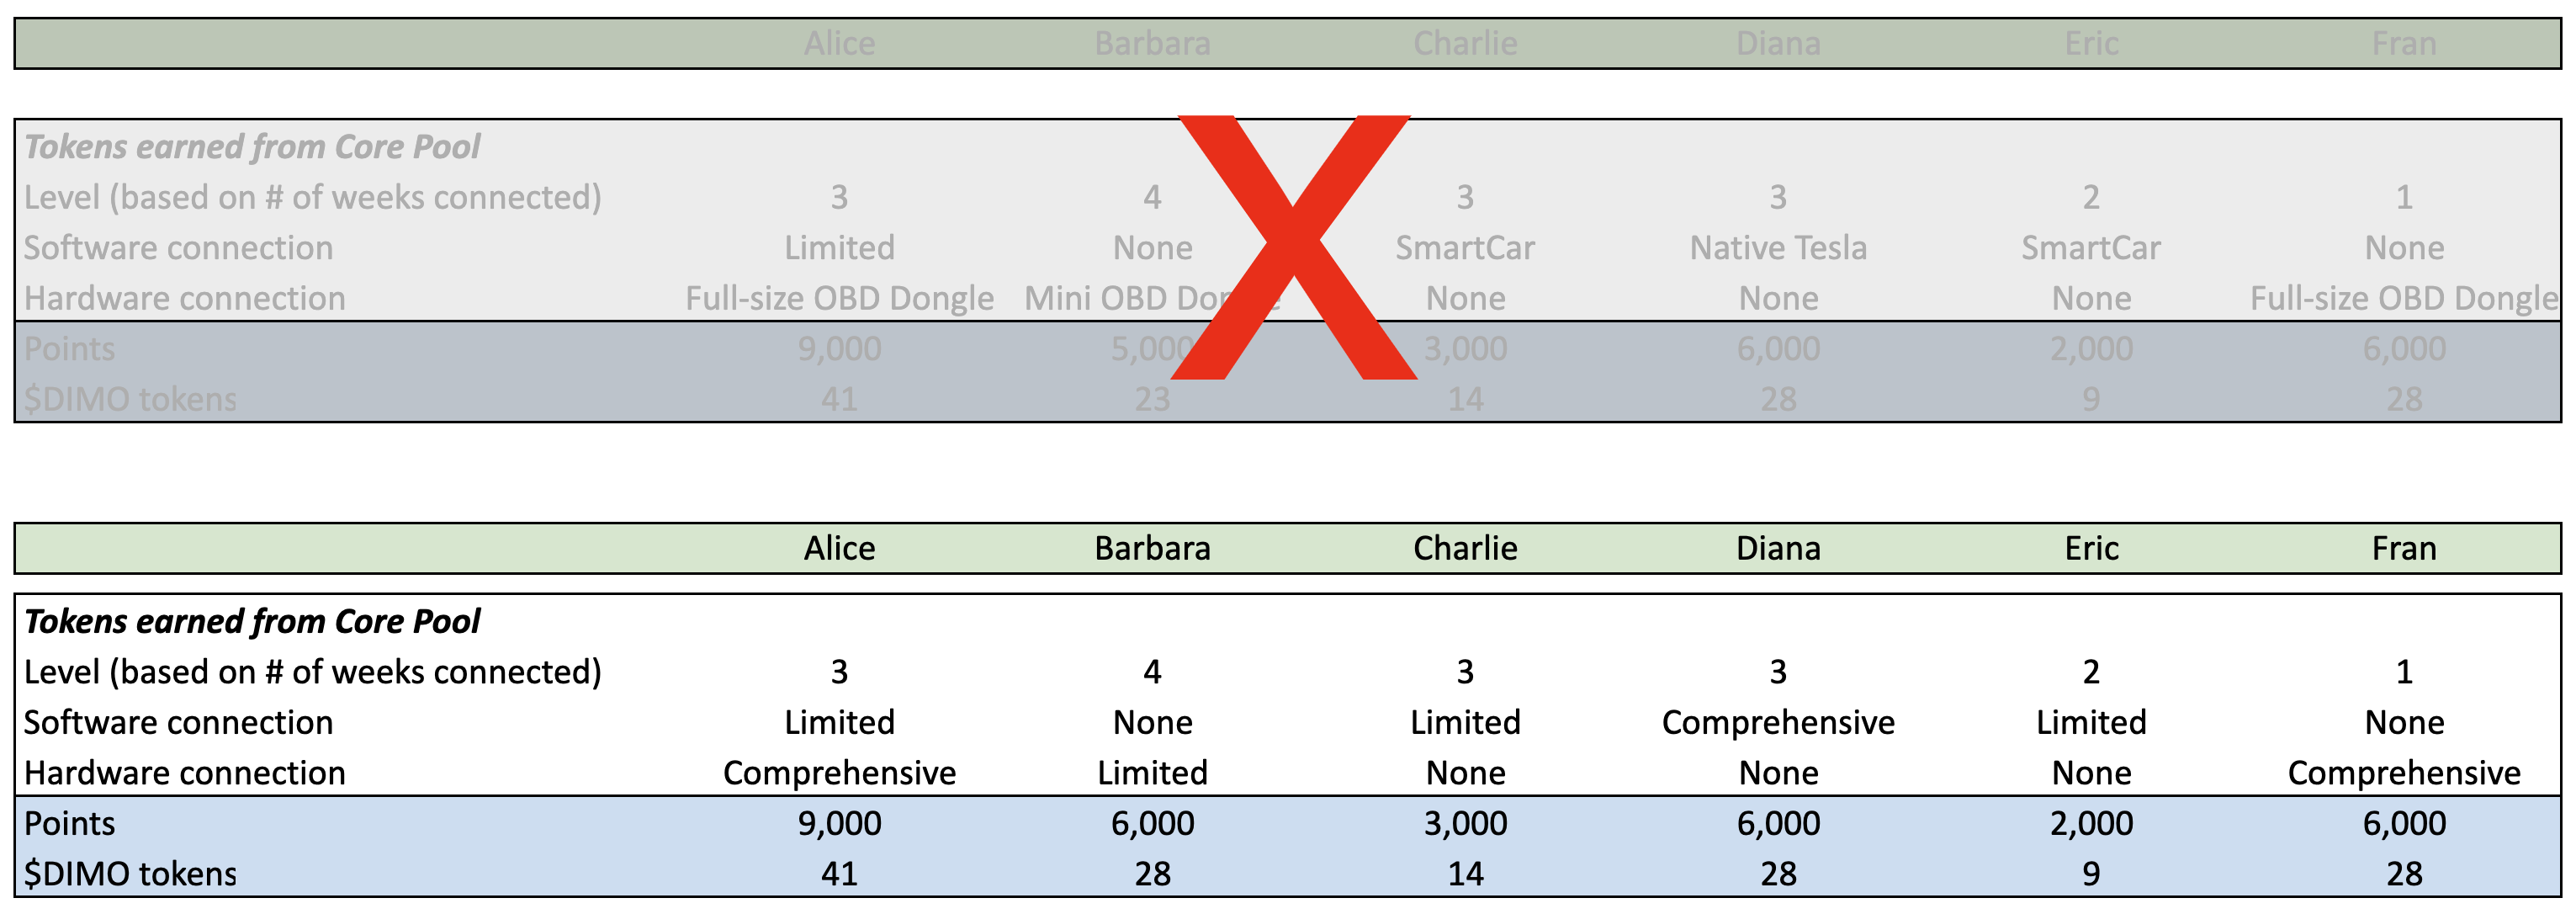 Alice Barbara Charlie Diana Eric Fran
Tokens earned from Core Pool
Level (based on # of weeks connected) 3 4 3 3 2 1
Software connection Limited None SmartCar Native Tesla SmartCar None
Hardware connection Full-size OBD Dongle Mini OBD None None None Full-size OBD Dongle
Points 9,000 5,000 3,000 6,000 2,000 6,000
$DIMO tokens 41 23 14 28 9 28
X
Alice Barbara Charlie Diana Eric Fran
Tokens earned from Core Pool
Level (based on # of weeks connected) 3 4 3 3 2 1
Software connection Limited None Limited Comprehensive Limited None
Hardware connection Comprehensive Limited None None None Comprehensive
Points 9,000 6,000 3,000 6,000 2,000 6,000
$DIMO tokens 41 28 14 28 9 28